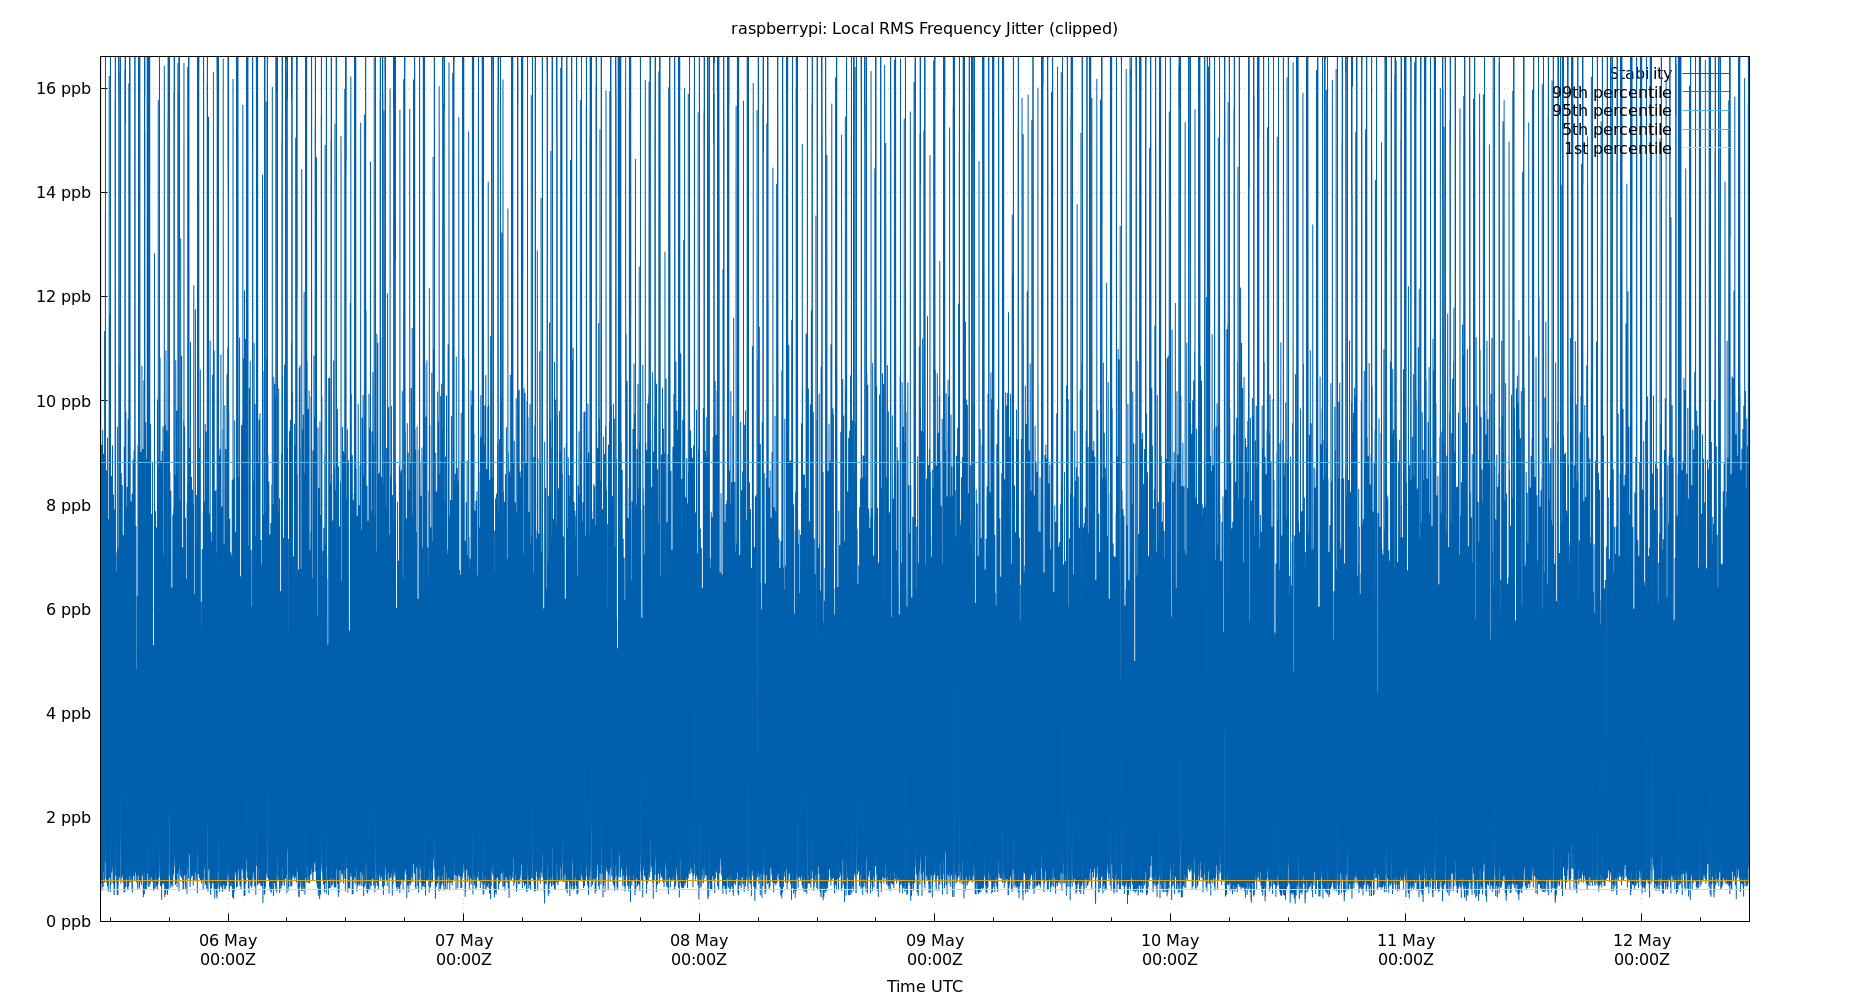 raspberrypi: Local RMS Frequency Jitter (clipped)
16 ppb
14 ppb
12 ppb
10 ppb
8 ppb
6 ppb
4 ppb
2 ppb
0 ppb
Stability
99th percentile
95th percentile
5th percentile
1st percentile
06 May
00:00Z
07 May
00:00Z
08 May
00:00Z
09 May
00:00Z
10 May
00:00Z
11 May
00:00Z
12 May
00:00Z
Time UTC